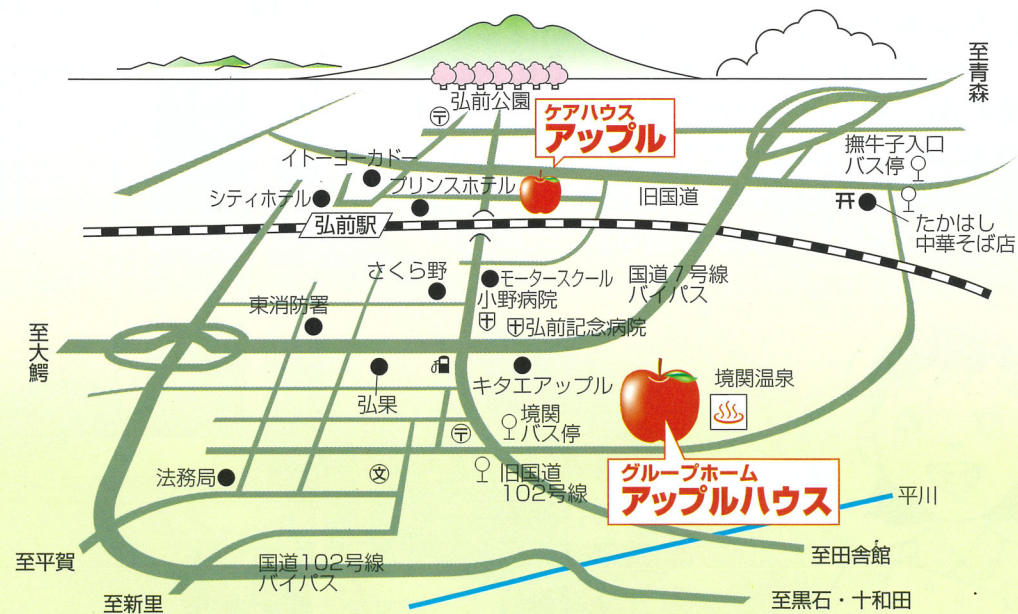 至青森
弘前公園
〒
ケアハウス
アップル
撫牛子入口
バス停
イトーヨーカドー
プリンスホテル
シティホテル
旧国道
弘前駅
たかはし
中華そば店
さくら野
モータースクール
国道7号線
バイパス
小野病院
東消防署
弘前記念病院
至大鰐
キタエアップル
境関温泉
弘果
境関
バス停
〒
グループホーム
アップルハウス
法務局
文
旧国道
102号線
平川
至平賀
国道102号線
バイパス
至田舎館
至新里
至黒石・十和田